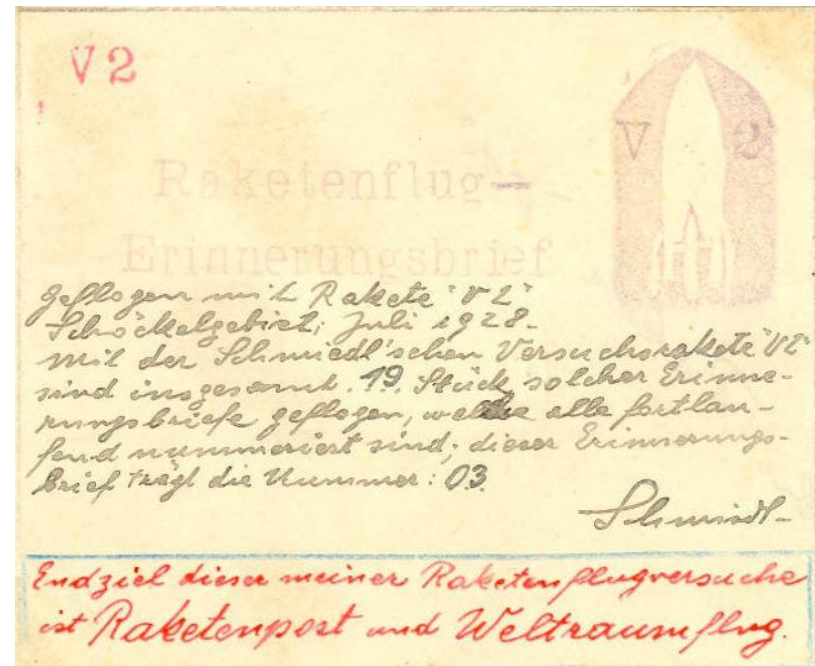 V2
V 2
Raketenflug-
Erinnerungsbrief
Geflogen mit Rakete "V2"
Schöckelgebiet; Juli 1928.
Mit der Schmiedl'schen Versuchsrakete "V2"
sind insgesamt 19 Stück solcher Erinne-
rungsbriefe geflogen, welche alle fortlau-
fend nummeriert sind; dieser Erinnerungs-
brief trägt die Nummer: 03.
Schmiedl-
Endziel dieser meiner Raketenflugversuche
ist Raketenpost und Weltraumflug.